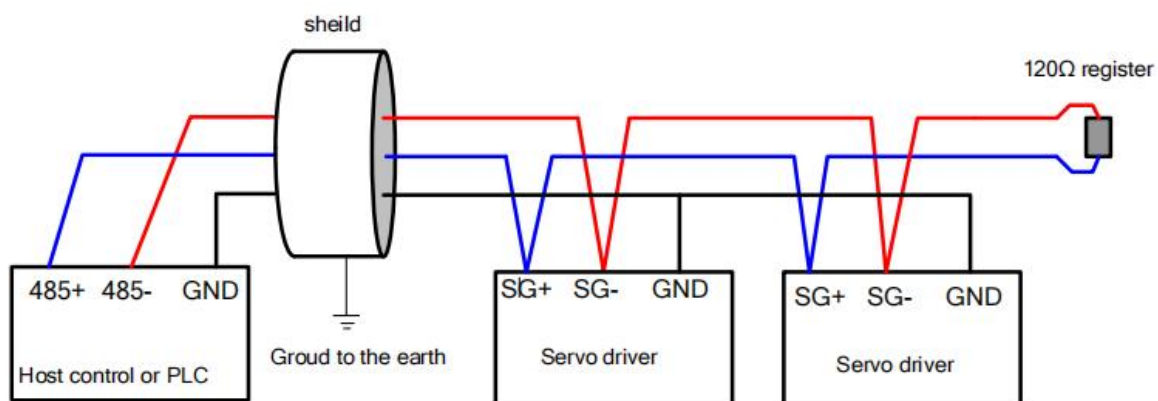 sheild
120Ω register
485+ 485- GND
Host control or PLC
Groud to the earth
SG+ SG- GND
Servo driver
SG+ SG- GND
Servo driver